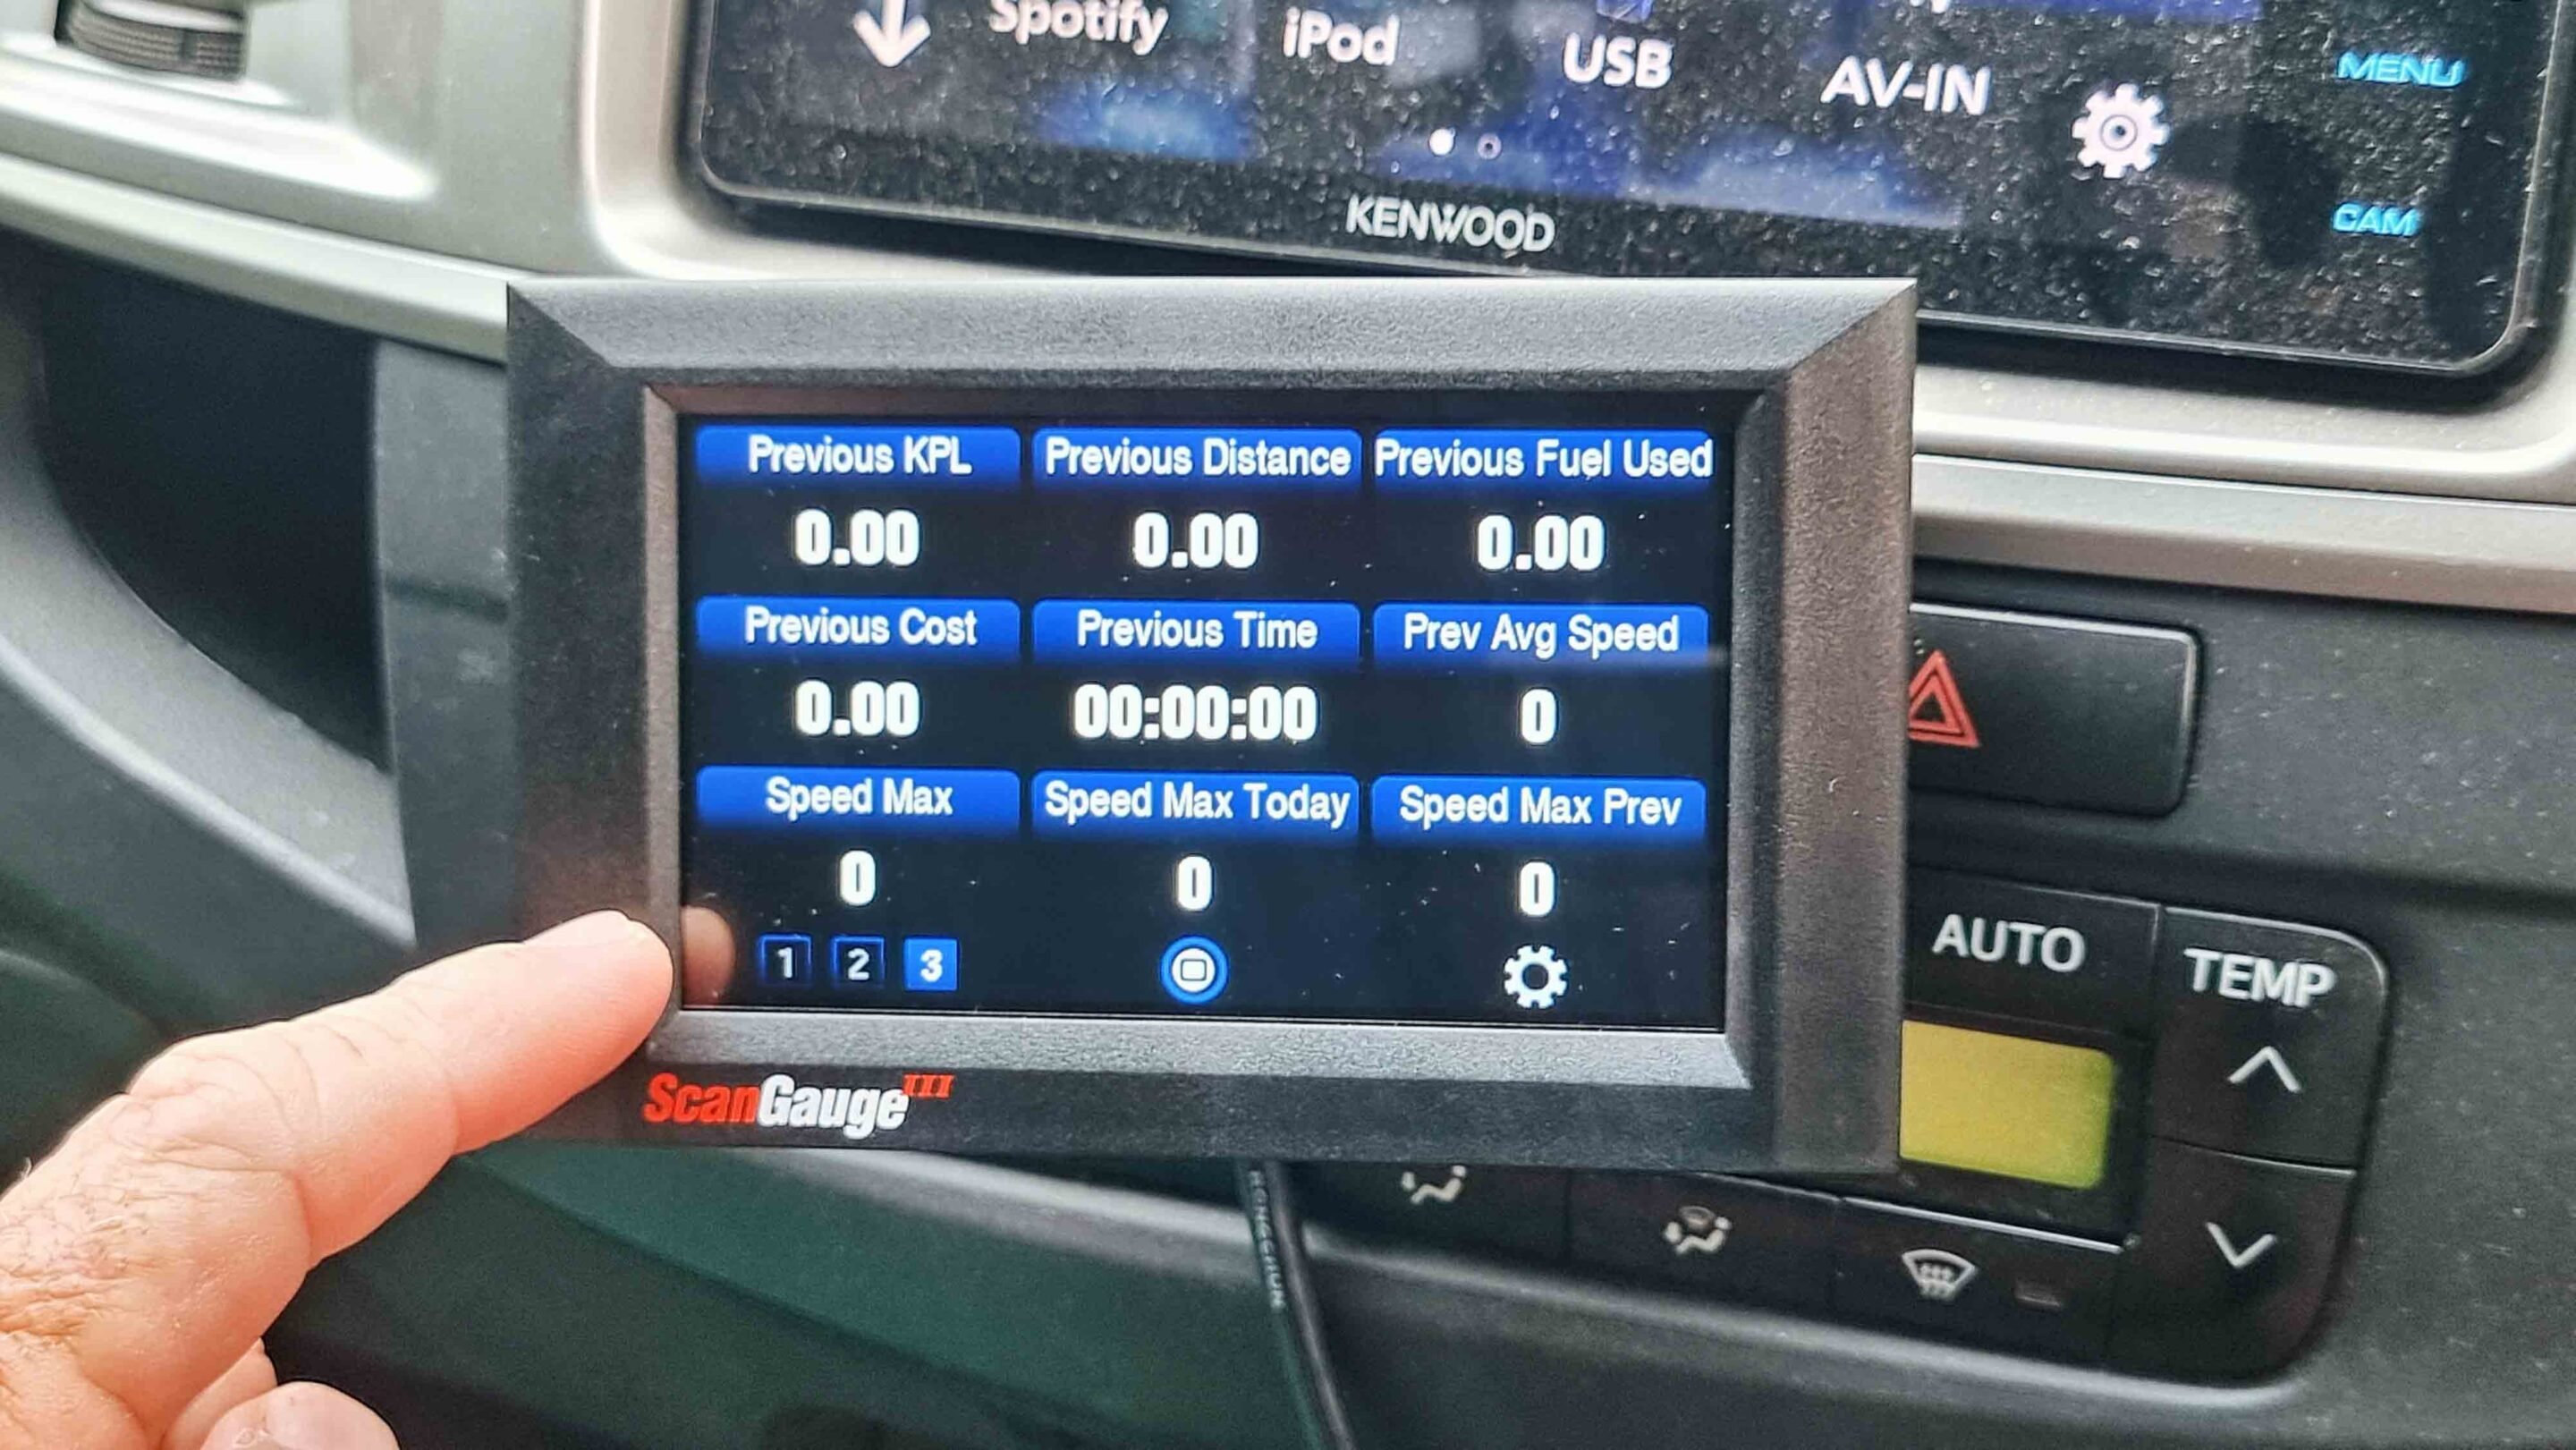 Spotify
iPod
USB
AV-IN
MENU
CAM
KENWOOD
Previous KPL
Previous Distance
Previous Fuel Used
0.00
0.00
0.00
Previous Cost
Previous Time
Prev Avg Speed
0.00
00:00:00
0
Speed Max
Speed Max Today
Speed Max Prev
0
0
0
1 2 3
ScanGauge III
AUTO
TEMP